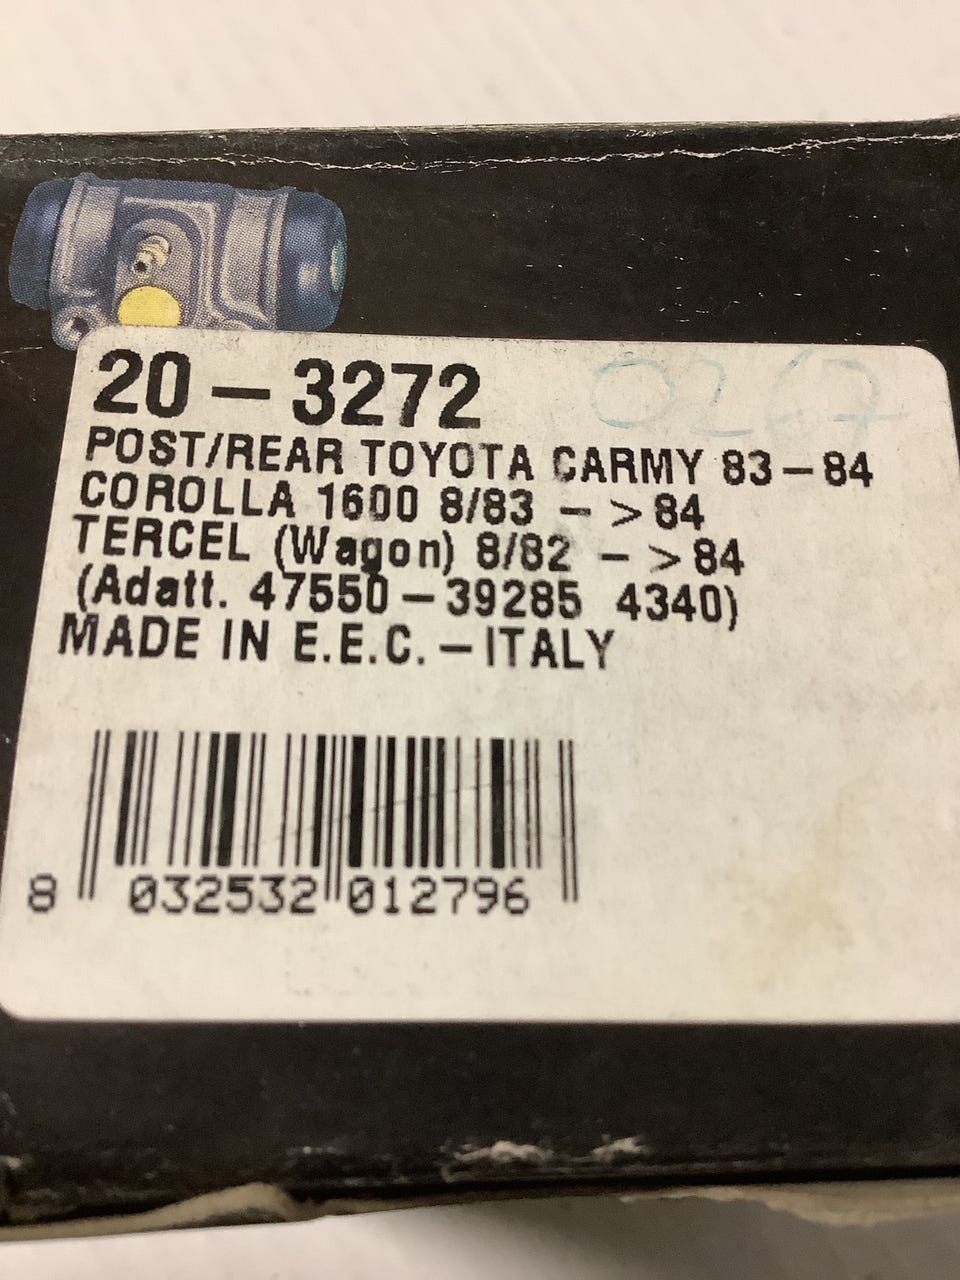 20-3272
0267
POST/REAR TOYOTA CARMY 83-84
COROLLA 1600 8/83 -> 84
TERCEL (Wagon) 8/82 -> 84
(Adatt. 47550-39285 4340)
MADE IN E.E.C.-ITALY
8 032532 012796